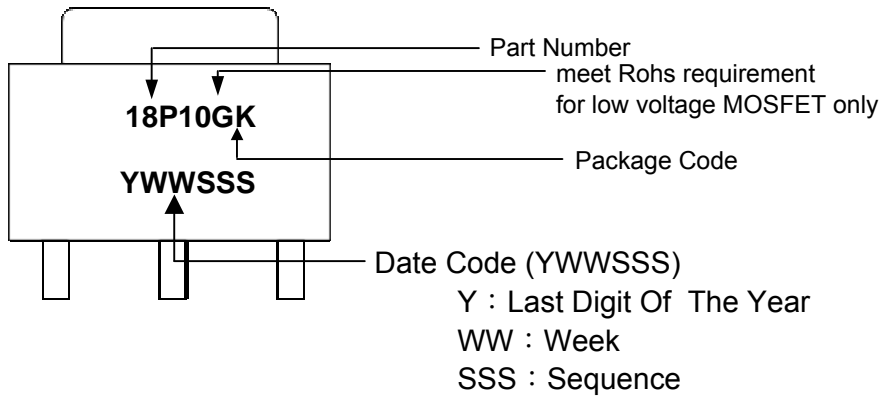 Part Number
meet Rohs requirement
for low voltage MOSFET only
18P10GK
Package Code
YWWSSS
Date Code (YWWSSS)
Y：Last Digit Of The Year
WW：Week
SSS：Sequence